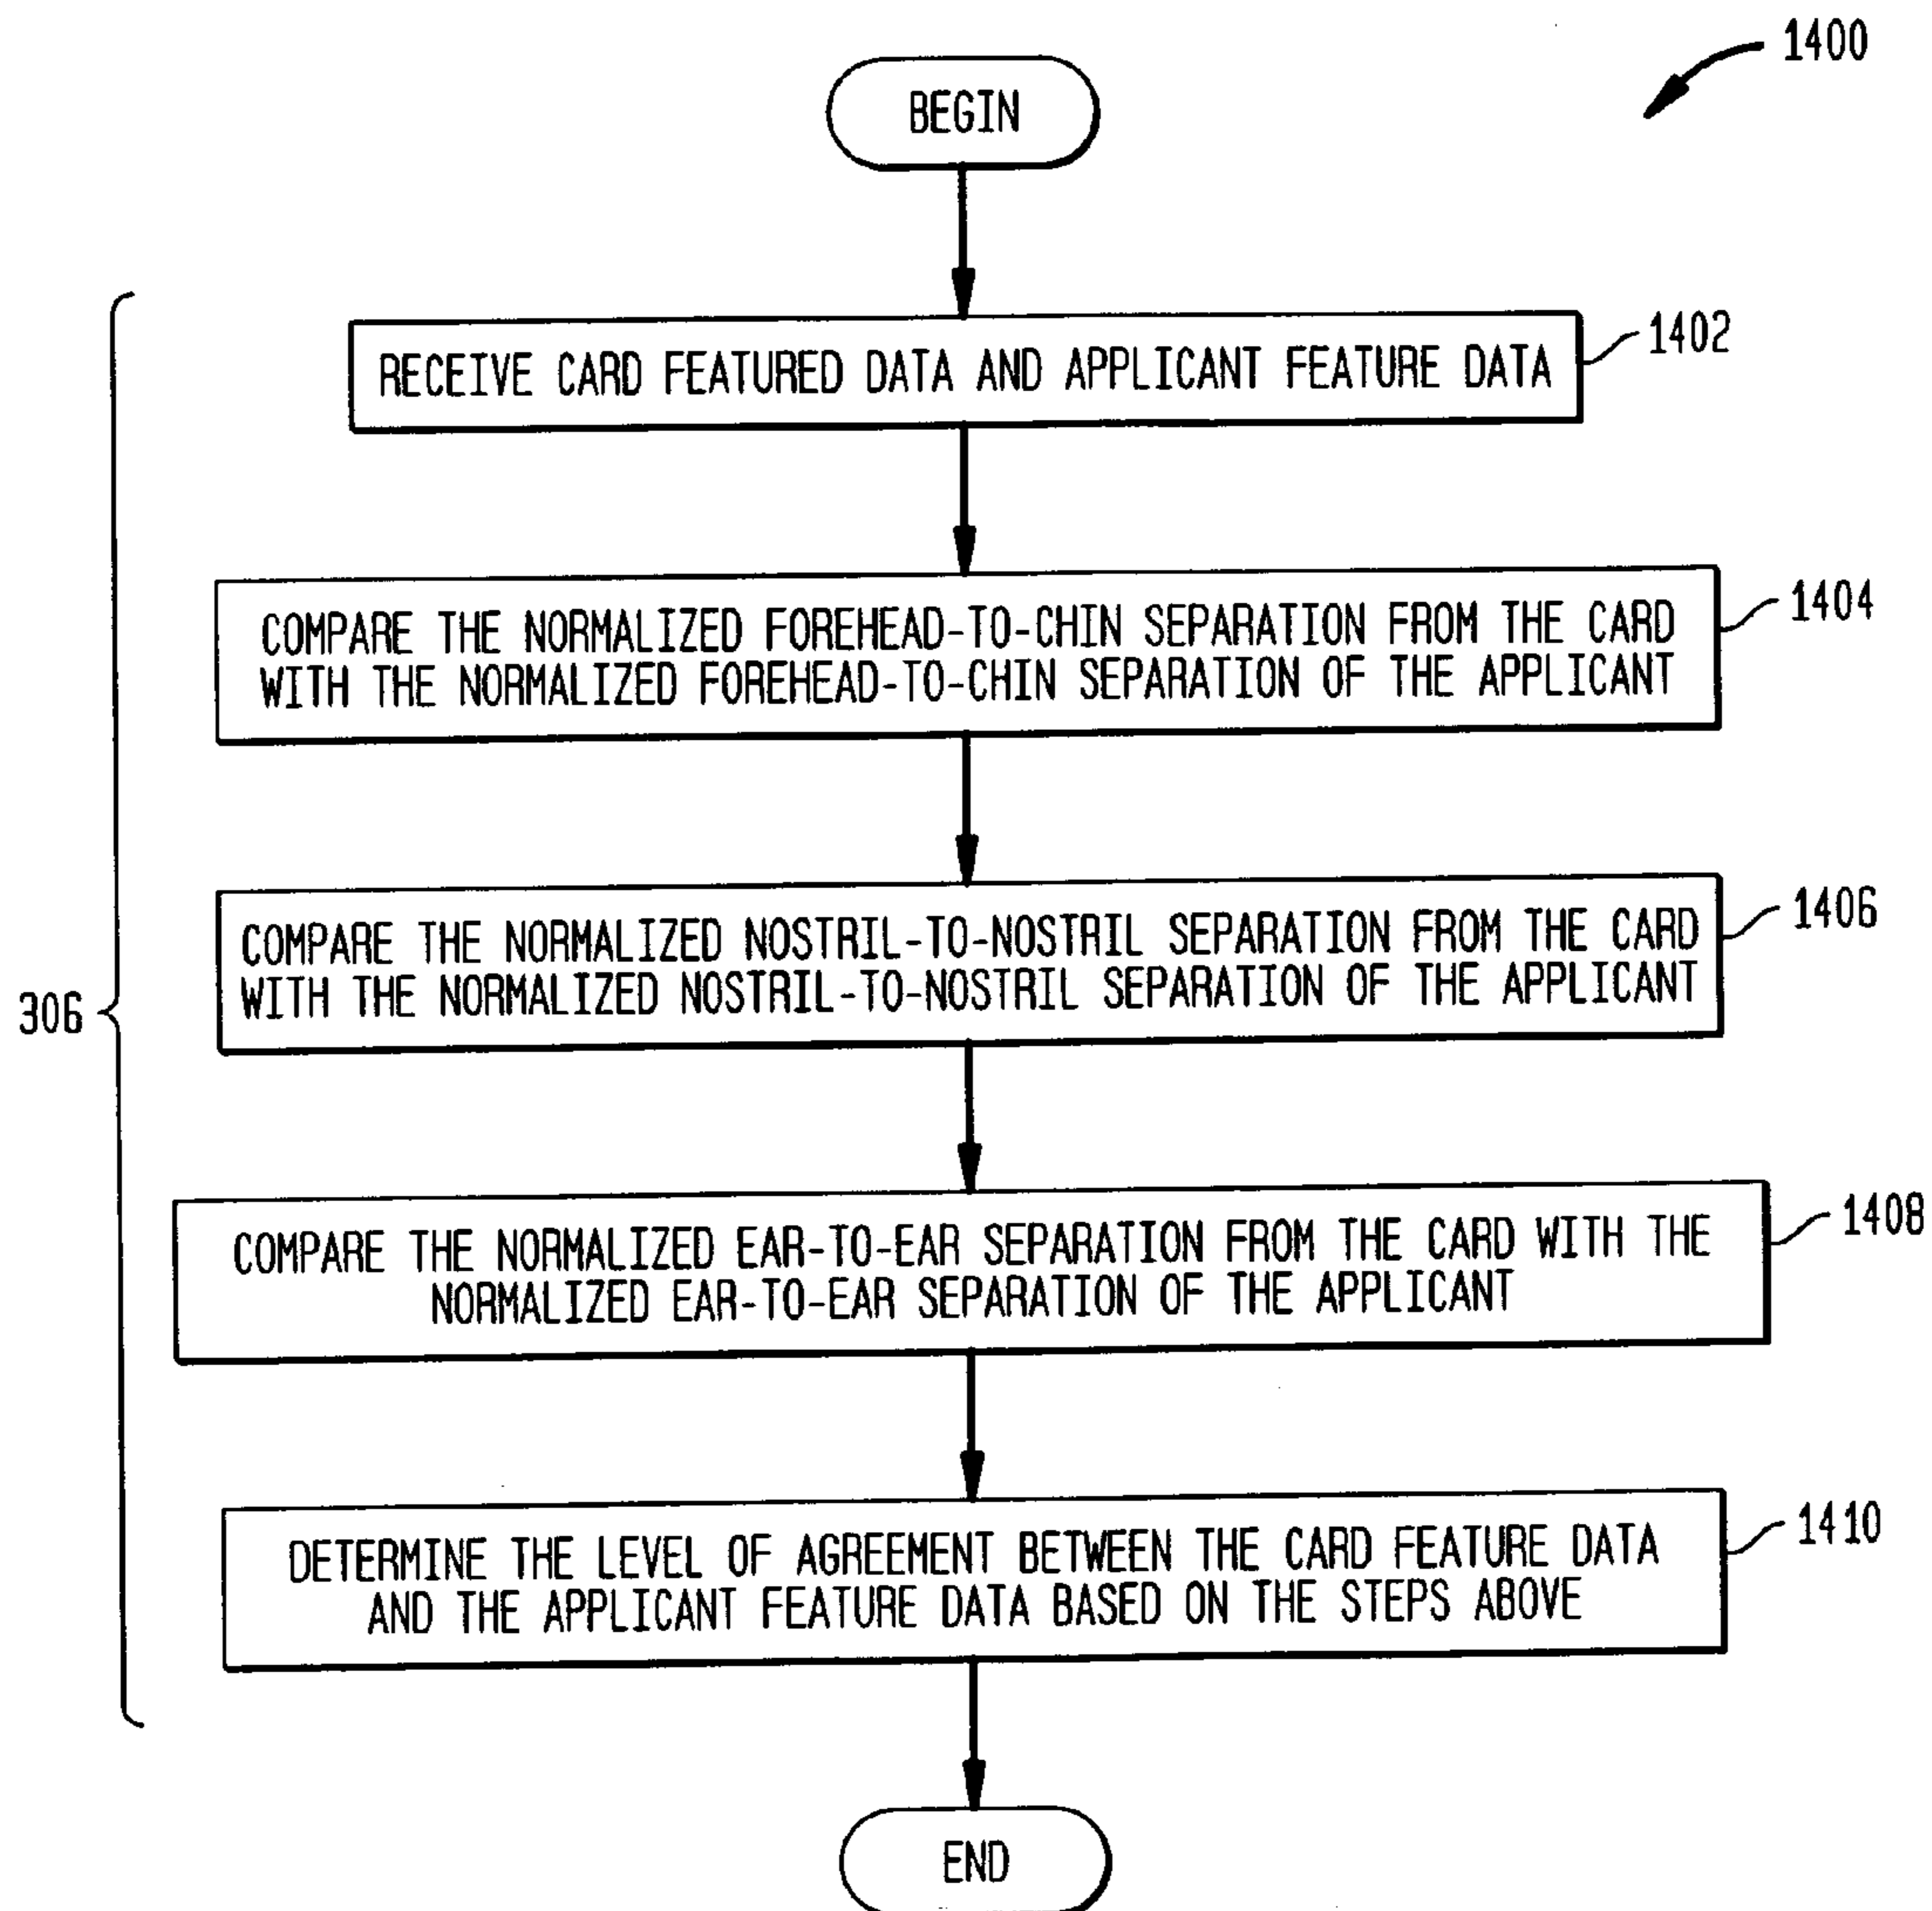 1400
BEGIN
RECEIVE CARD FEATURED DATA AND APPLICANT FEATURE DATA
1402
COMPARE THE NORMALIZED FOREHEAD-TO-CHIN SEPARATION FROM THE CARD
WITH THE NORMALIZED FOREHEAD-TO-CHIN SEPARATION OF THE APPLICANT
1404
COMPARE THE NORMALIZED NOSTRIL-TO-NOSTRIL SEPARATION FROM THE CARD
WITH THE NORMALIZED NOSTRIL-TO-NOSTRIL SEPARATION OF THE APPLICANT
1406
306
COMPARE THE NORMALIZED EAR-TO-EAR SEPARATION FROM THE CARD WITH THE
NORMALIZED EAR-TO-EAR SEPARATION OF THE APPLICANT
1408
DETERMINE THE LEVEL OF AGREEMENT BETWEEN THE CARD FEATURE DATA
AND THE APPLICANT FEATURE DATA BASED ON THE STEPS ABOVE
1410
END